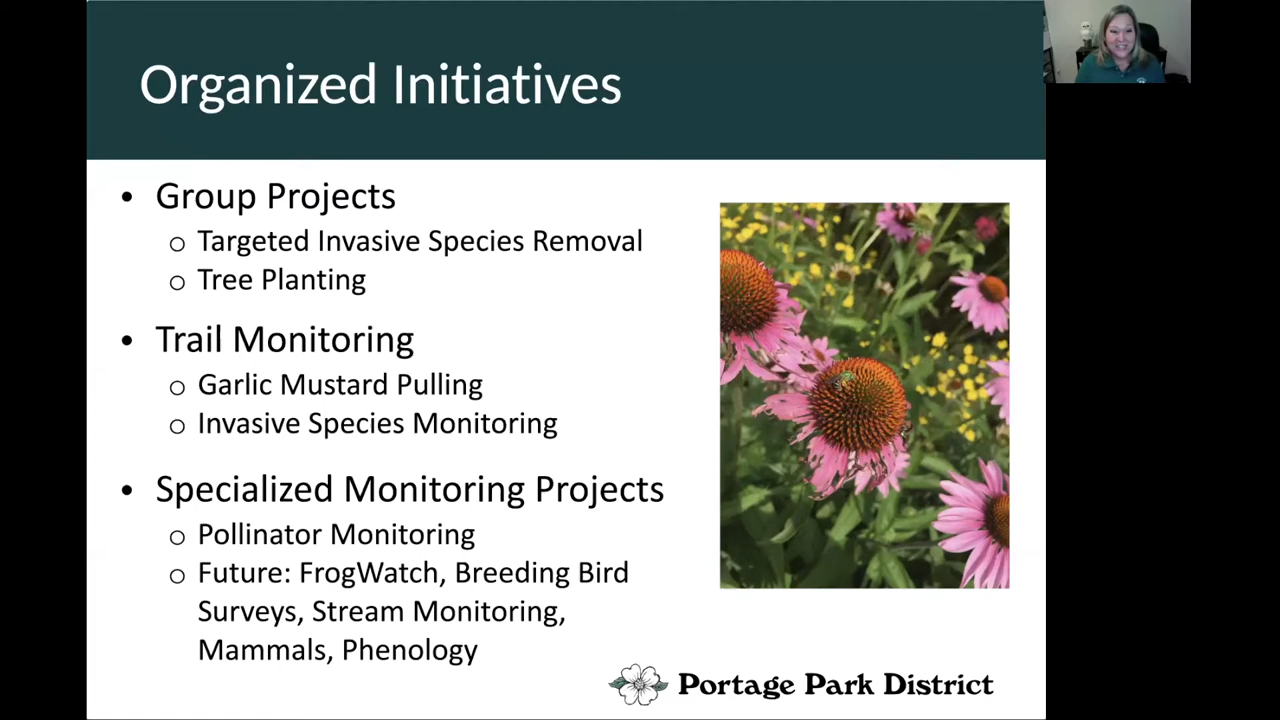 Organized Initiatives
• Group Projects
o Targeted Invasive Species Removal
o Tree Planting
• Trail Monitoring
o Garlic Mustard Pulling
o Invasive Species Monitoring
• Specialized Monitoring Projects
o Pollinator Monitoring
o Future: FrogWatch, Breeding Bird
Surveys, Stream Monitoring,
Mammals, Phenology
Portage Park District